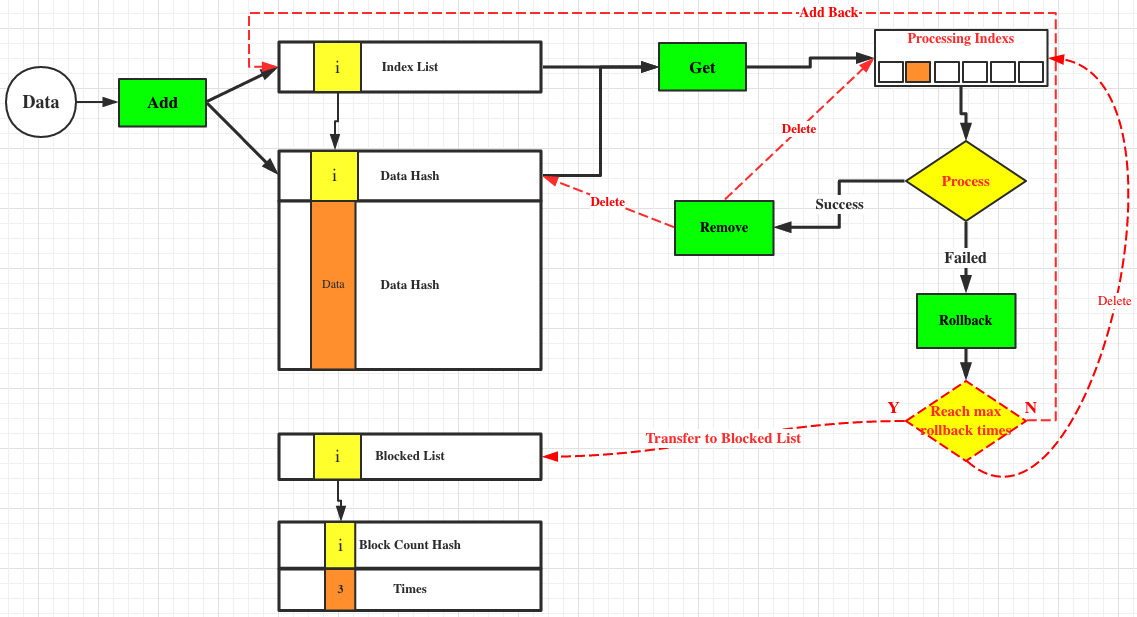 Add Back
Processing Indexs
i
Index List
Get
Data
Add
Delete
i
Data Hash
Process
Delete
Success
Remove
Failed
Data
Data Hash
Delete
Rollback
Y
N
Reach max
rollback times
Transfer to Blocked List
i
Blocked List
i
Block Count Hash
3
Times